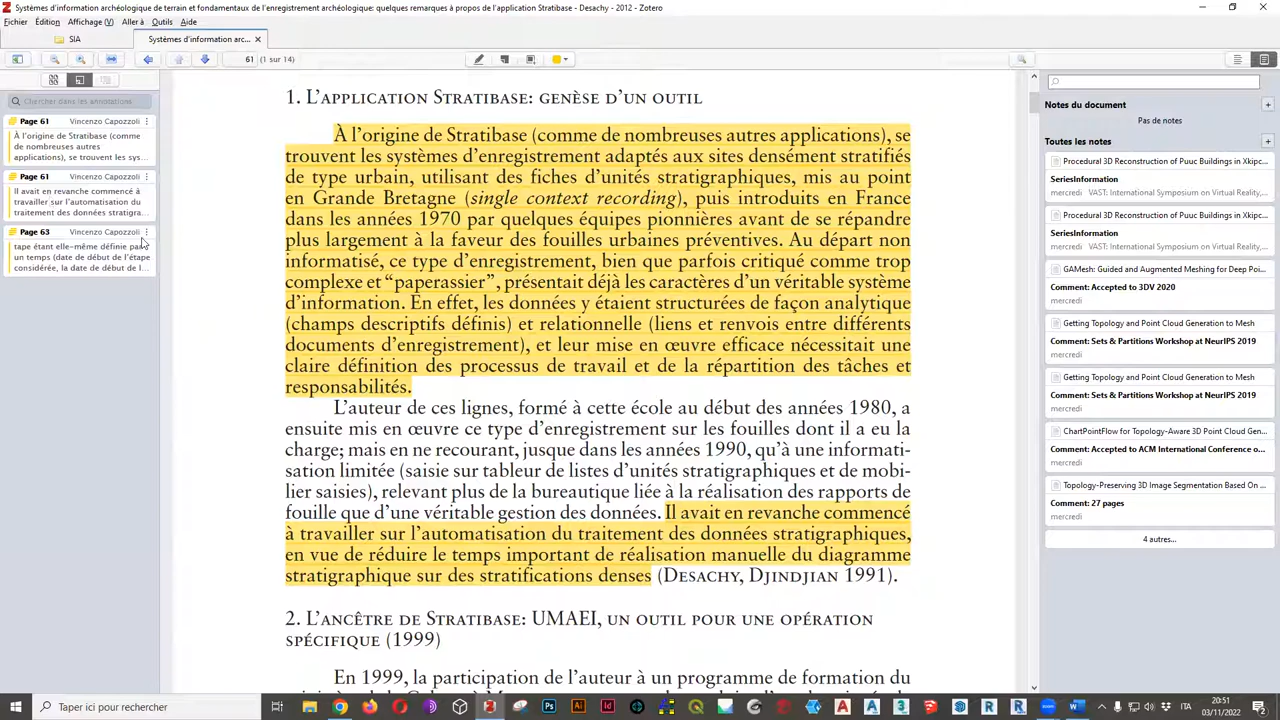 Systèmes d'information archéologique de terrain et fondamentaux de l'enregistrement archéologique: quelques remarques à propos de l'application Stratibase - Desachy - 2012 - Zotero
Fichier Édition Affichage (V) Aller à Outils Aide
SIA
Systèmes d'information arc...
61 (1 sur 14)
Chercher dans les annotations
Page 61 Vincenzo Capozzoli
À l'origine de Stratibase (comme
de nombreuses autres
applications), se trouvent les sys...
Page 61 Vincenzo Capozzoli
Il avait en revanche commencé à
travailler sur l'automatisation du
traitement des données stratigra...
Page 63 Vincenzo Capozzoli
tape étant elle-même définie par
un temps (date de début de l'étape
considérée, la date de début de l...
1. L'application Stratibase: genèse d'un outil
À l'origine de Stratibase (comme de nombreuses autres applications), se
trouvent les systèmes d'enregistrement adaptés aux sites densément stratifiés
de type urbain, utilisant des fiches d'unités stratigraphiques, mis au point
en Grande Bretagne (single context recording), puis introduits en France
dans les années 1970 par quelques équipes pionnières avant de se répandre
plus largement à la faveur des fouilles urbaines préventives. Au départ non
informatisé, ce type d'enregistrement, bien que parfois critiqué comme trop
complexe et "paperassier", présentait déjà les caractères d'un véritable système
d'information. En effet, les données y étaient structurées de façon analytique
(champs descriptifs définis) et relationnelle (liens et renvois entre différents
documents d'enregistrement), et leur mise en œuvre efficace nécessitait une
claire définition des processus de travail et de la répartition des tâches et
responsabilités.
L'auteur de ces lignes, formé à cette école au début des années 1980, a
ensuite mis en œuvre ce type d'enregistrement sur les fouilles dont il a eu la
charge; mais en ne recourant, jusque dans les années 1990, qu'à une informati-
sation limitée (saisie sur tableur de listes d'unités stratigraphiques et de mobi-
lier saisies), relevant plus de la bureautique liée à la réalisation des rapports de
fouille que d'une véritable gestion des données. Il avait en revanche commencé
à travailler sur l'automatisation du traitement des données stratigraphiques,
en vue de réduire le temps important de réalisation manuelle du diagramme
stratigraphique sur des stratifications denses (Desachy, Djindjian 1991).
2. L'ancêtre de Stratibase: UMAEI, un outil pour une opération
spécifique (1999)
En 1999, la participation de l'auteur à un programme de formation du
Notes du document
Pas de notes
Toutes les notes
Procedural 3D Reconstruction of Puuc Buildings in Xkipc...
SeriesInformation
mercredi VAST: International Symposium on Virtual Reality,...
Procedural 3D Reconstruction of Puuc Buildings in Xkipc...
SeriesInformation
mercredi VAST: International Symposium on Virtual Reality,...
GAMesh: Guided and Augmented Meshing for Deep Poi...
Comment: Accepted to 3DV 2020
mercredi
Getting Topology and Point Cloud Generation to Mesh
Comment: Sets & Partitions Workshop at NeurIPS 2019
mercredi
Getting Topology and Point Cloud Generation to Mesh
Comment: Sets & Partitions Workshop at NeurIPS 2019
mercredi
ChartPointFlow for Topology-Aware 3D Point Cloud Gen...
Comment: Accepted to ACM International Conference o...
mercredi
Topology-Preserving 3D Image Segmentation Based On ...
Comment: 27 pages
mercredi
4 autres...
Taper ici pour rechercher
ITA
20:51
03/11/2022